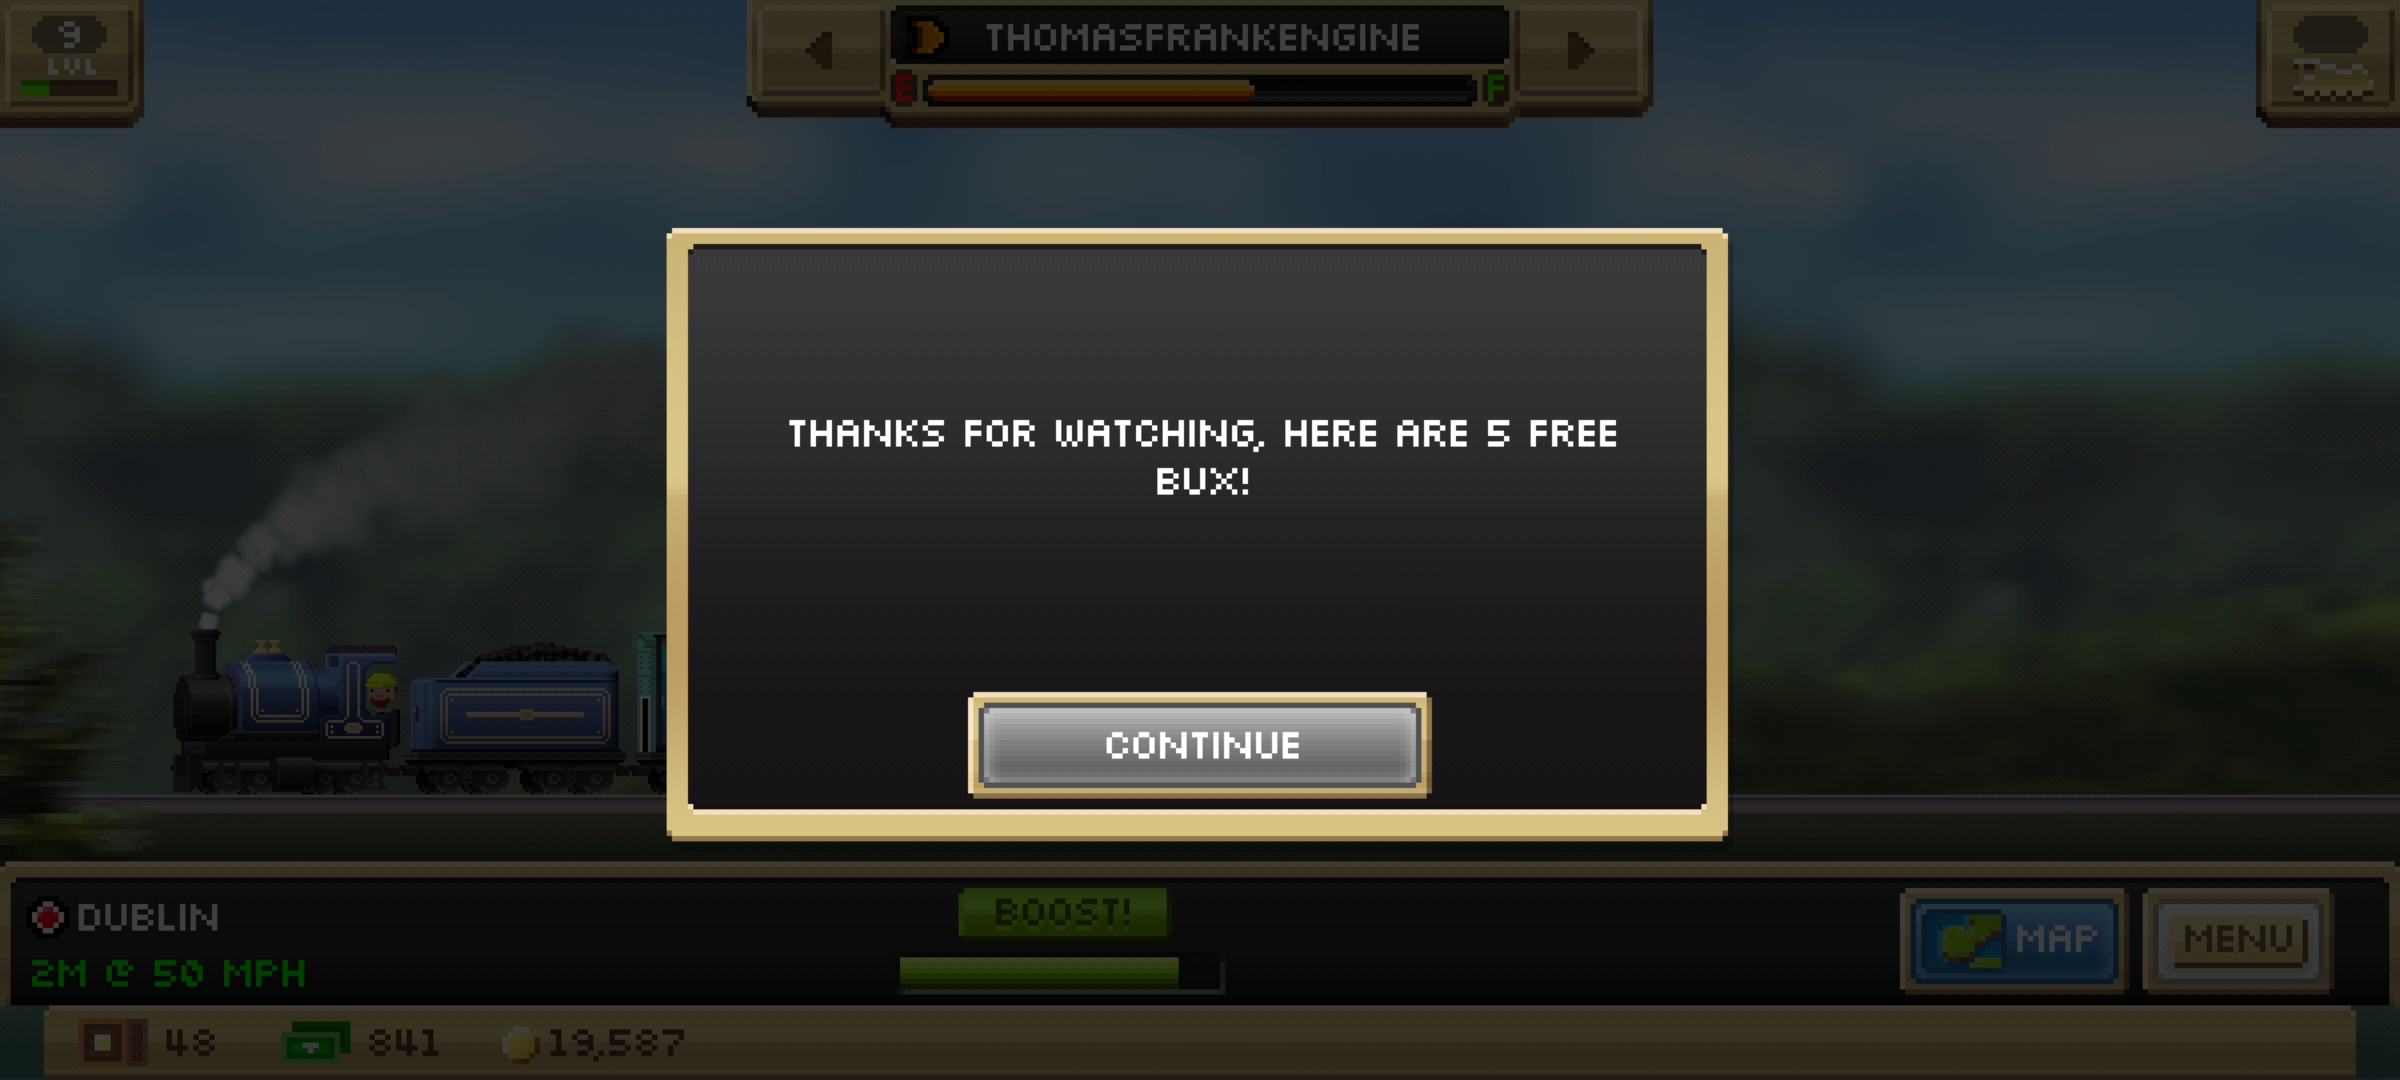 9
LVL
THOMASFRANKENGINE
E F
THANKS FOR WATCHING, HERE ARE 5 FREE
BUX!
CONTINUE
DUBLIN
2M @ 50 MPH
BOOST!
MAP
MENU
48
841
19,587